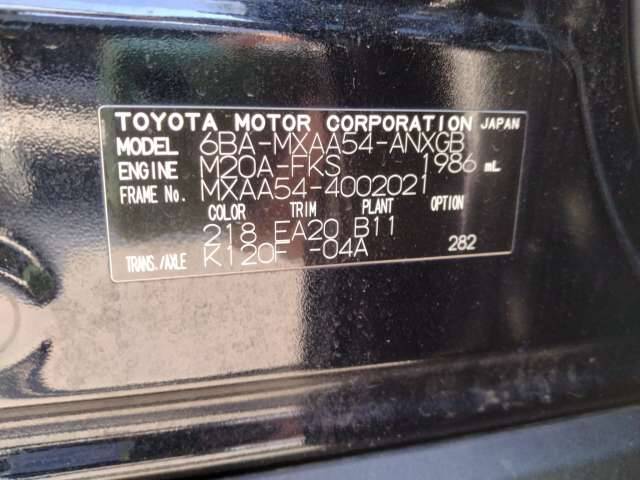 TOYOTA MOTOR CORPORATION JAPAN
MODEL 6BA-MXAA54-ANXGB
ENGINE M20A-FKS 1986 mL
FRAME No. MXAA54-4002021
COLOR TRIM PLANT OPTION
218 EA20 B11
TRANS./AXLE K120F -04A 282